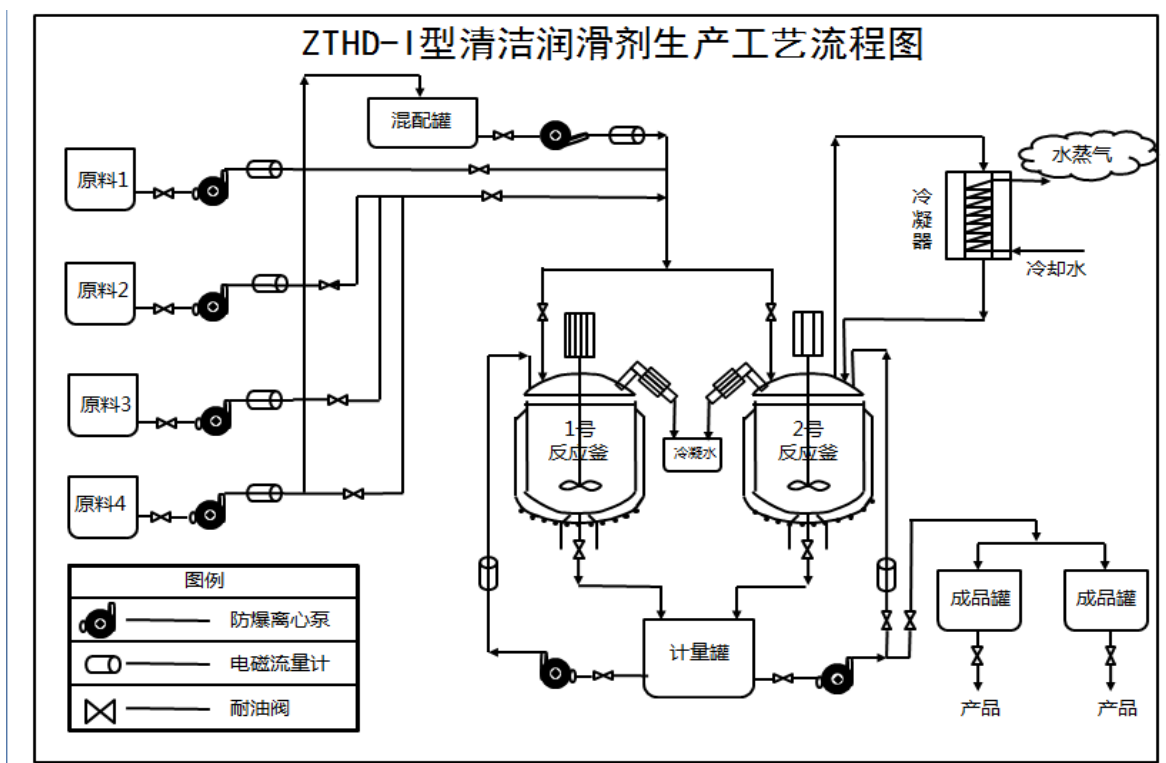 ZTHD-I型清洁润滑剂生产工艺流程图
混配罐
原料1
水蒸气
冷凝器
冷却水
原料2
原料3
1号
反应釜
2号
反应釜
冷凝水
原料4
图例
防爆离心泵
电磁流量计
耐油阀
计量罐
成品罐
成品罐
产品
产品